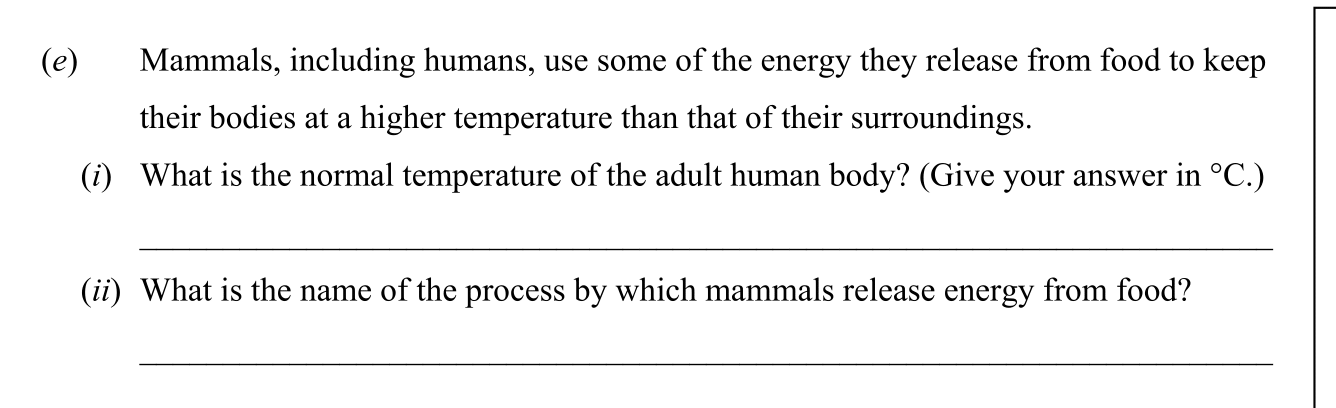 (e) Mammals, including humans, use some of the energy they release from food to keep
their bodies at a higher temperature than that of their surroundings.
(i) What is the normal temperature of the adult human body? (Give your answer in °C.)
(ii) What is the name of the process by which mammals release energy from food?